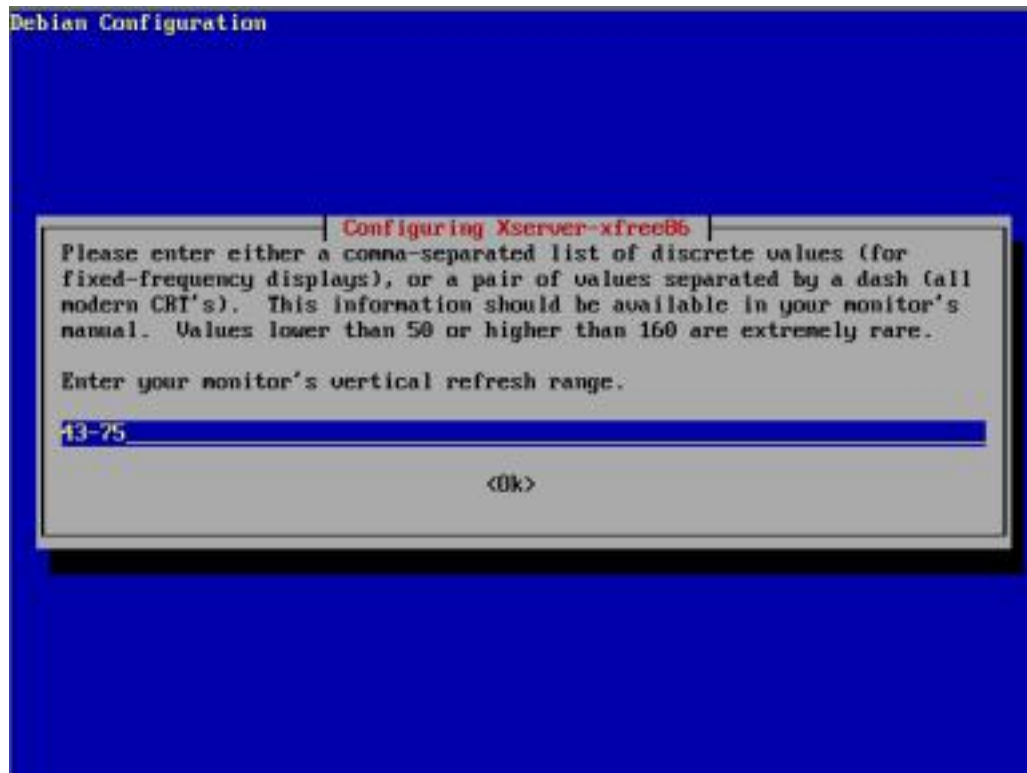 Debian Configuration
Configuring Xserver-xfree86
Please enter either a comma-separated list of discrete values (for
fixed-frequency displays), or a pair of values separated by a dash (all
modern CRT's).  This information should be available in your monitor's
manual.  Values lower than 50 or higher than 160 are extremely rare.
Enter your monitor's vertical refresh range.
43-75
<Ok>